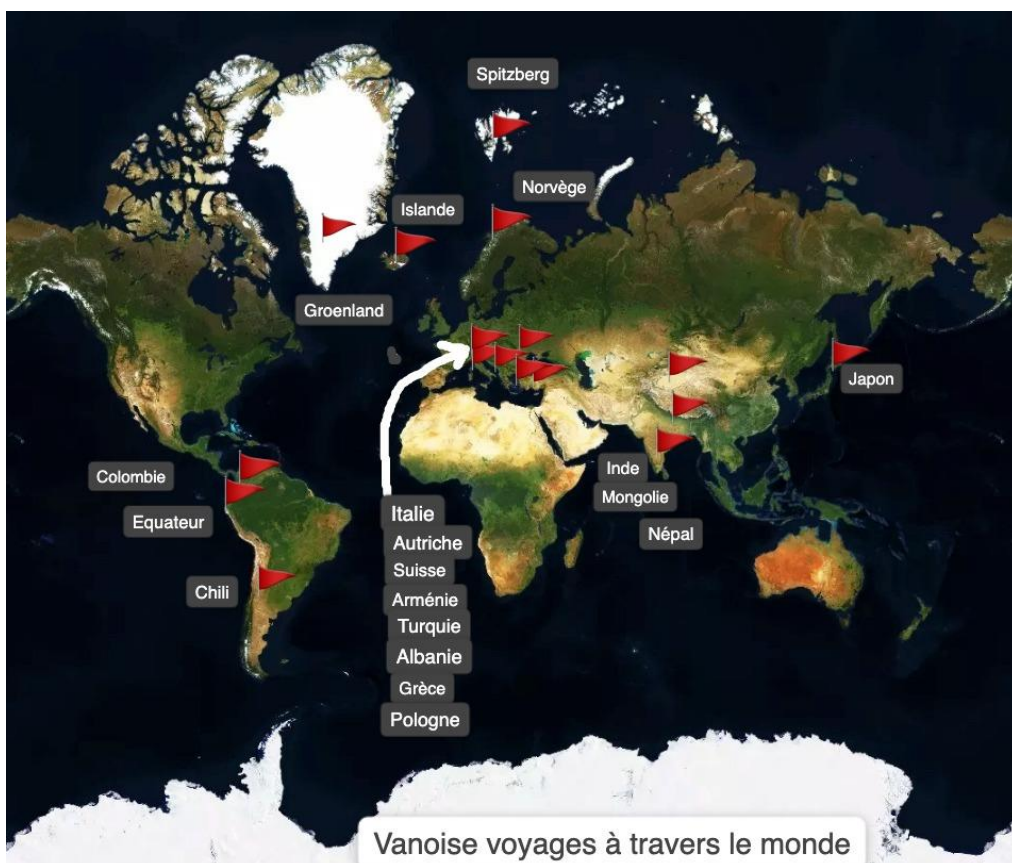 Spitzberg
Norvège
Islande
Groenland
Japon
Colombie
Equateur
Chili
Inde
Mongolie
Népal
Italie
Autriche
Suisse
Arménie
Turquie
Albanie
Grèce
Pologne
Vanoise voyages à travers le monde